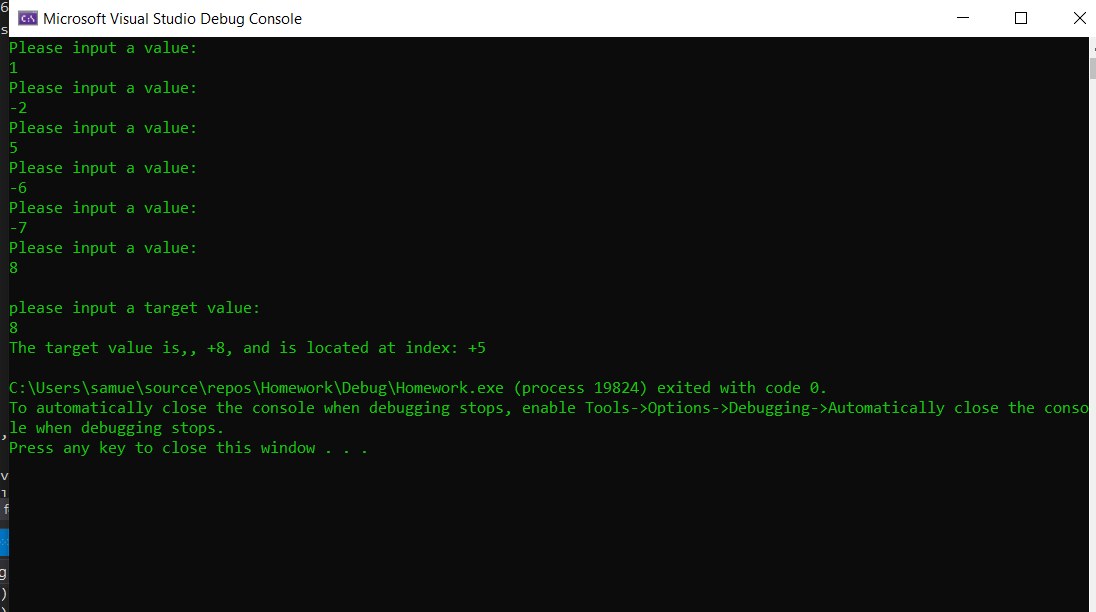 Microsoft Visual Studio Debug Console
Please input a value:
1
Please input a value:
-2
Please input a value:
5
Please input a value:
-6
Please input a value:
-7
Please input a value:
8
please input a target value:
8
The target value is,, +8, and is located at index: +5
C:\Users\samue\source\repos\Homework\Debug\Homework.exe (process 19824) exited with code 0.
To automatically close the console when debugging stops, enable Tools->Options->Debugging->Automatically close the conso
le when debugging stops.
Press any key to close this window . . .